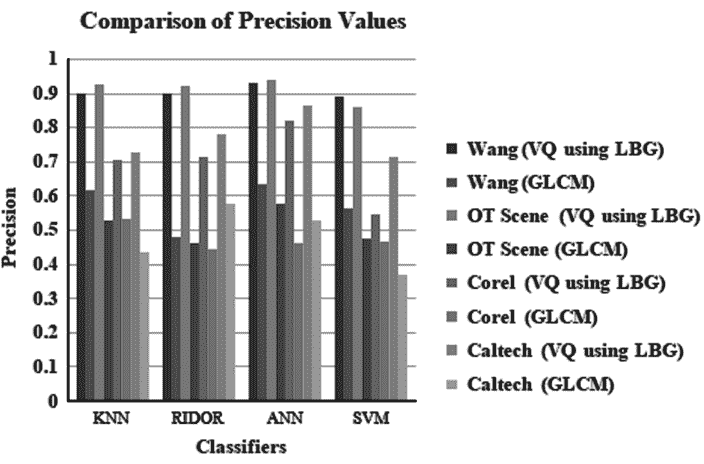 Comparison of Precision Values
1
0.9
0.8
0.7
0.6
0.5
0.4
0.3
0.2
0.1
0
Precision
KNN RIDOR ANN SVM
Classifiers
Wang (VQ using LBG)
Wang (GLCM)
OT Scene (VQ using LBG)
OT Scene (GLCM)
Corel (VQ using LBG)
Corel (GLCM)
Caltech (VQ using LBG)
Caltech (GLCM)